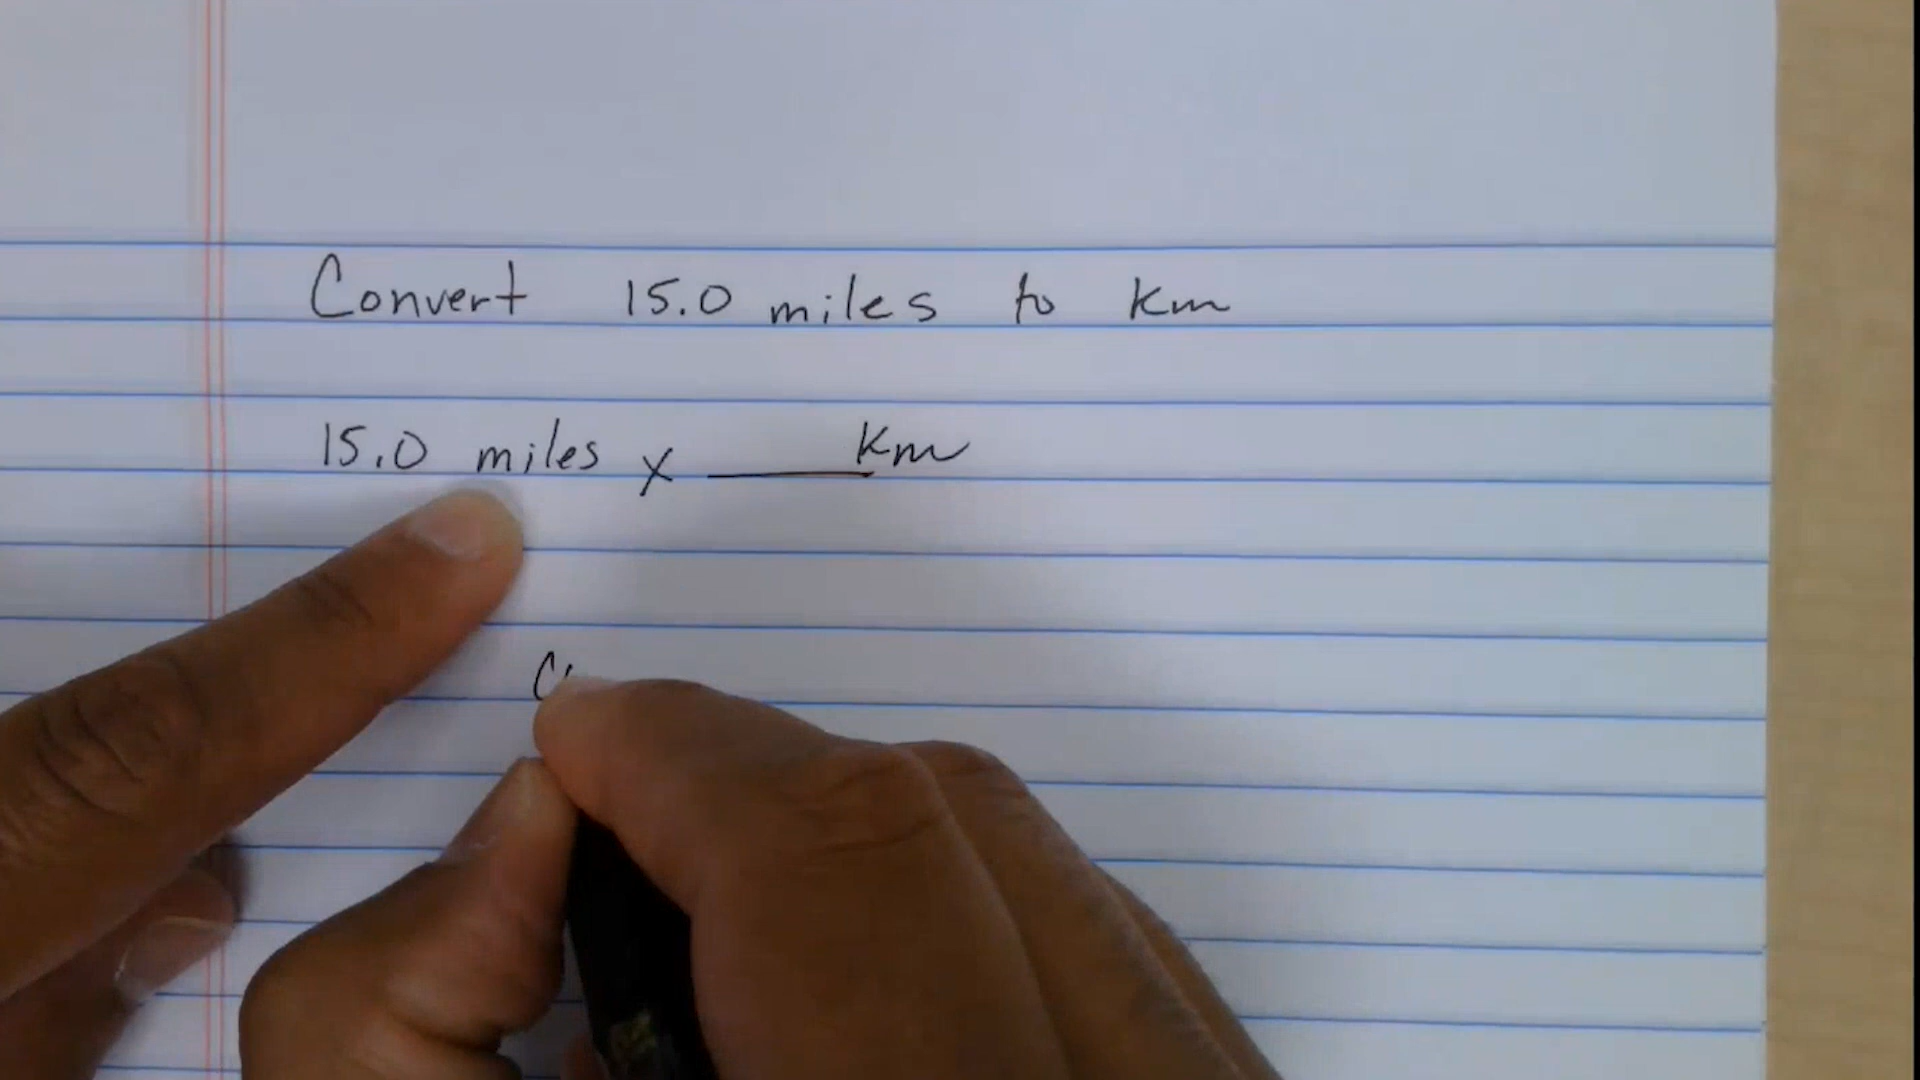 Convert 15.0 miles to km
15.0 miles x ____ km